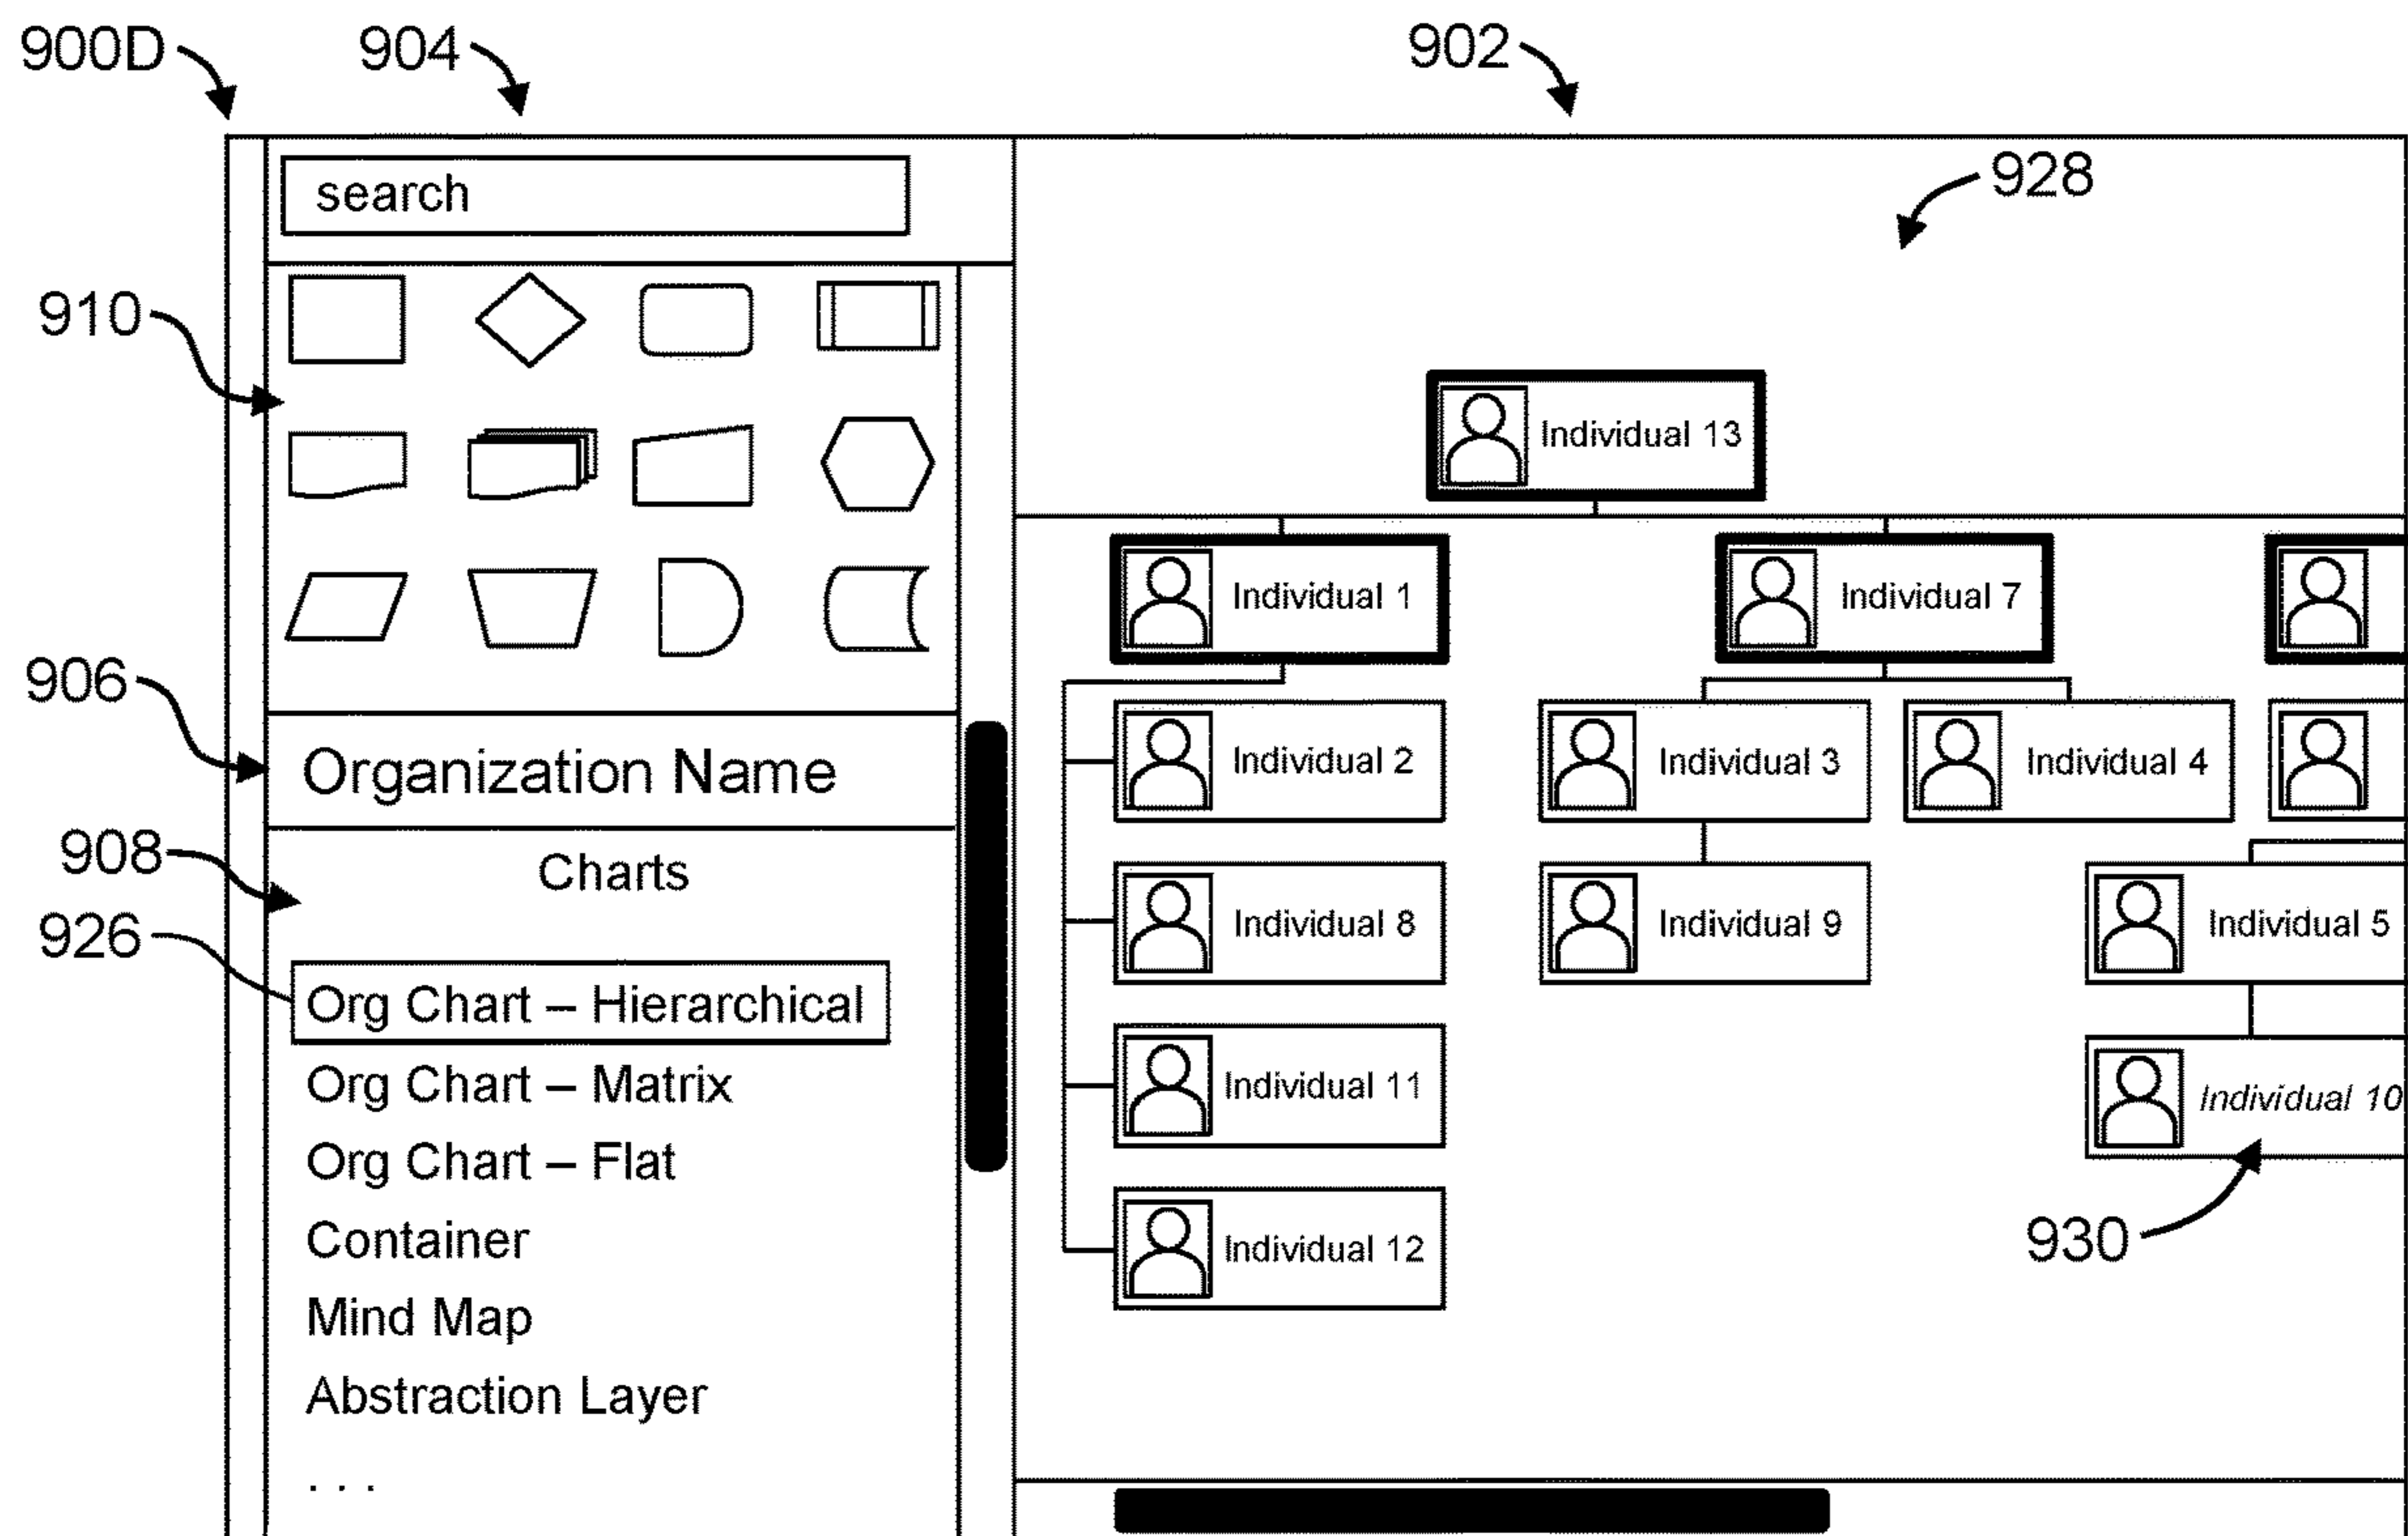 900D
904
902
search
928
910
Individual 13
Individual 1
Individual 7
906
Organization Name
Individual 2
Individual 3
Individual 4
908
Charts
926
Individual 8
Individual 9
Individual 5
Org Chart – Hierarchical
Org Chart – Matrix
Individual 11
Individual 10
Org Chart – Flat
Container
Individual 12
930
Mind Map
Abstraction Layer
. . .